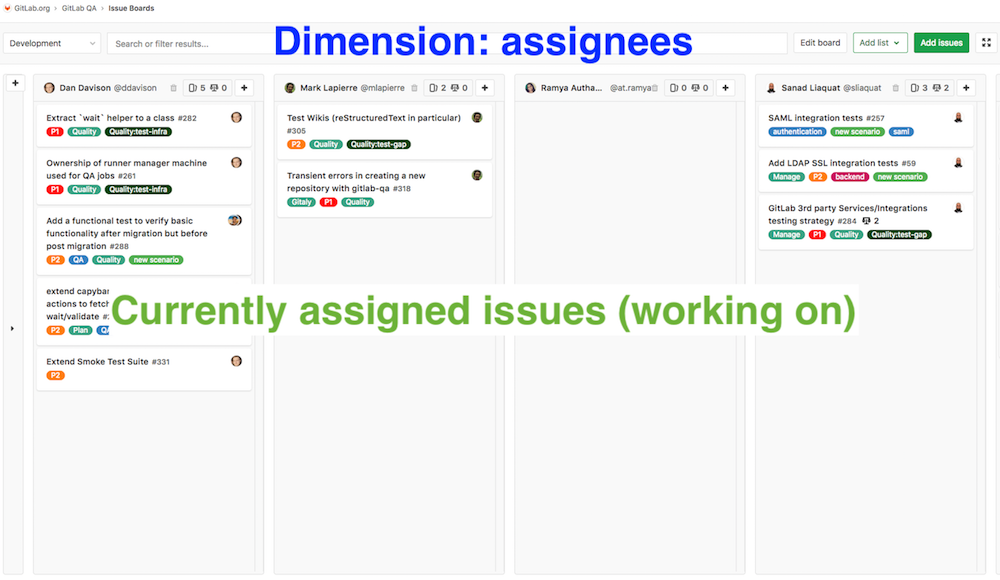 GitLab.org › GitLab QA › Issue Boards
Development
Search or filter results...
Dimension: assignees
Edit board
Add list
Add issues
+
Dan Davison @ddavison 5 0 +
Extract `wait` helper to a class #282
P1 Quality Quality:test-infra
Ownership of runner manager machine
used for QA jobs #261
P1 Quality Quality:test-infra
Add a functional test to verify basic
functionality after migration but before
post migration #288
P2 QA Quality new scenario
extend
actions to
wait/validate
P2 Plan
Extend Smoke Test Suite #331
P2
Mark Lapierre @mlapierre 2 0 +
Test Wikis (reStructuredText in particular)
#305
P2 Quality Quality:test-gap
Transient errors in creating a new
repository with gitlab-qa #318
Gitaly P1 Quality
Ramya Autha... @at.ramya 0 0 +
Sanad Liaquat @sliaquat 3 2 +
SAML integration tests #257
authentication new scenario saml
Add LDAP SSL integration tests #59
Manage P2 backend new scenario
GitLab 3rd party Services/Integrations
testing strategy #284 2
Manage P1 Quality Quality:test-gap
Currently assigned issues (working on)